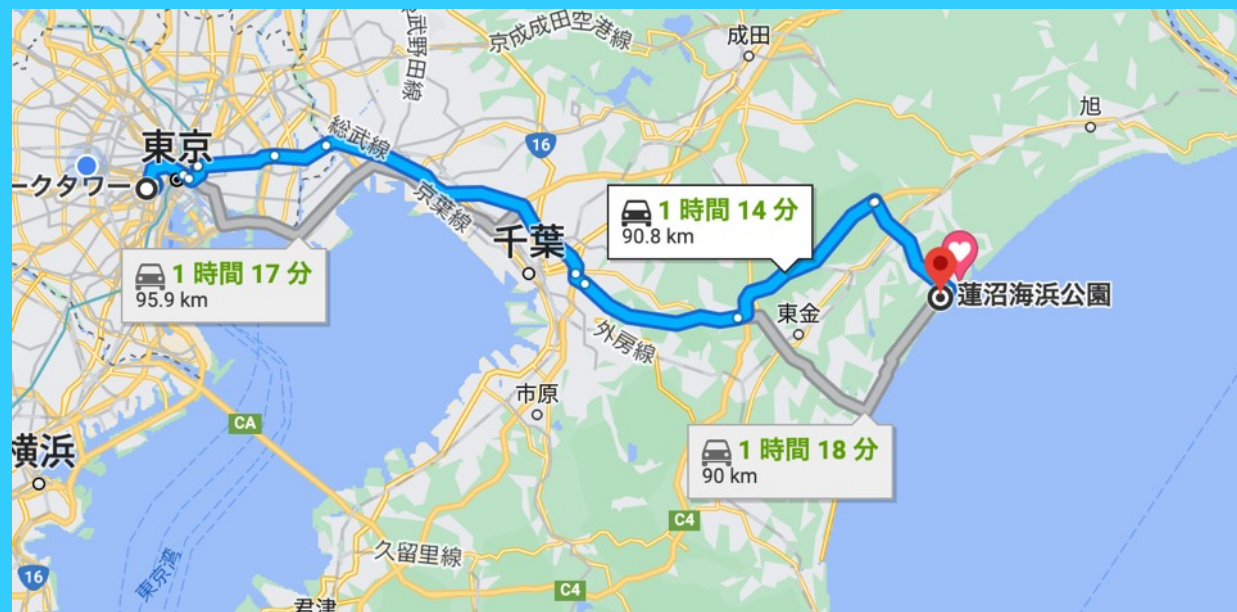 京成成田空港線
成田
武野田線
旭
16
総武線
東京
ークタワー
京葉線
千葉
1 時間 14 分
90.8 km
1 時間 17 分
95.9 km
蓮沼海浜公園
東金
外房線
市原
CA
横浜
1 時間 18 分
90 km
C4
久留里線
16
東京湾
C4
君津